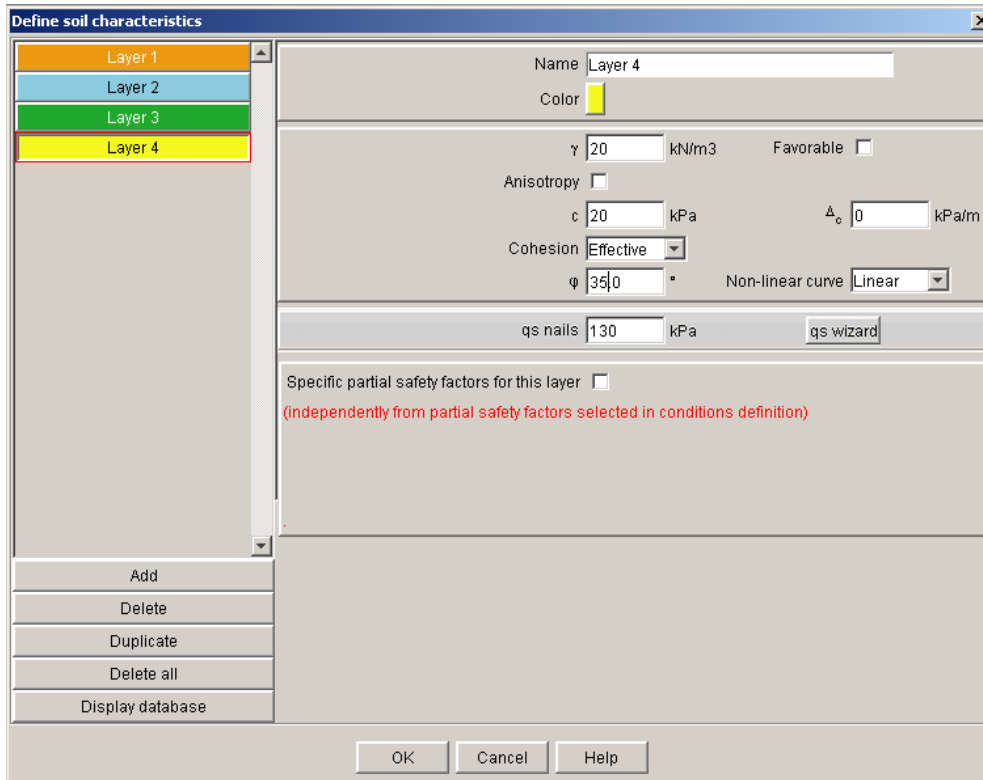 Define soil characteristics
Layer 1
Layer 2
Layer 3
Layer 4
Add
Delete
Duplicate
Delete all
Display database
Name Layer 4
Color
γ 20 kN/m3 Favorable
Anisotropy
c 20 kPa Δc 0 kPa/m
Cohesion Effective
φ 35.0 ° Non-linear curve Linear
qs nails 130 kPa qs wizard
Specific partial safety factors for this layer
(independently from partial safety factors selected in conditions definition)
.
OK Cancel Help